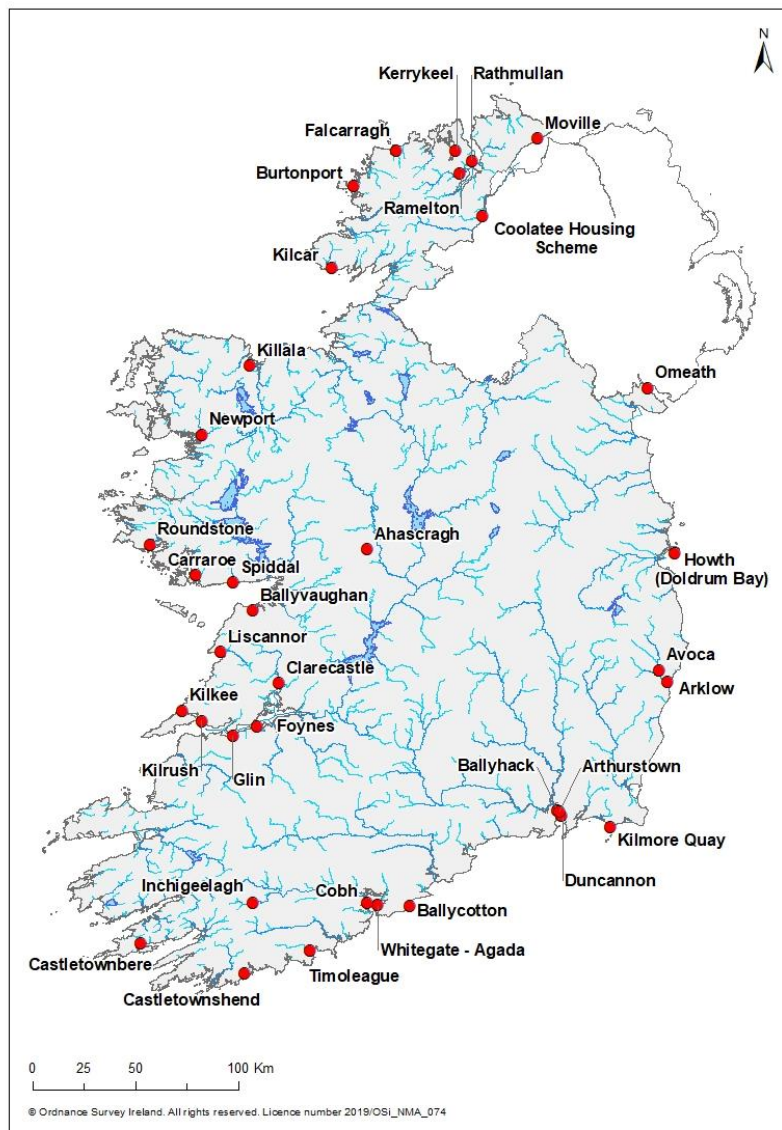 N
Kerrykeel
Rathmullan
Falcarragh
Moville
Burtonport
Ramelton
Coolatee Housing
Scheme
Kilcar
Killala
Omeath
Newport
Roundstone
Ahascragh
Carraroe
Spiddal
Howth
(Doldrum Bay)
Ballyvaughan
Liscannor
Clarecastle
Avoca
Arklow
Kilkee
Foynes
Kilrush
Glin
Ballyhack
Arthurstown
Kilmore Quay
Duncannon
Inchigeelagh
Cobh
Ballycotton
Whitegate - Agada
Castletownbere
Timoleague
Castletownshend
0 25 50 100 Km
© Ordnance Survey Ireland. All rights reserved. Licence number 2019/OSi_NMA_074